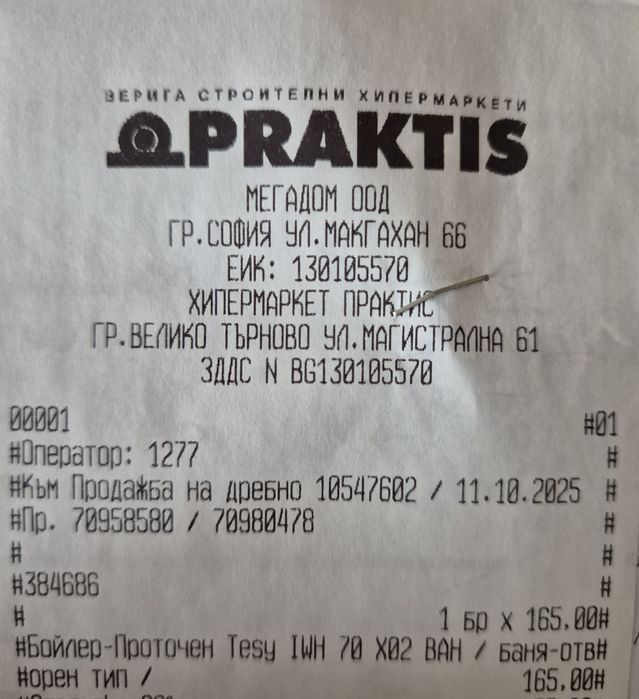 ВЕРИГА СТРОИТЕЛНИ ХИПЕРМАРКЕТИ
PRAKTIS
МЕГАДОМ ООД
ГР.СОФИЯ УЛ.МАКГАХАН 66
ЕИК: 130105570
ХИПЕРМАРКЕТ ПРАКТИС
ГР.ВЕЛИКО ТЪРНОВО УЛ.МАГИСТРАЛНА 61
ЗДДС N BG130105570
00001 #01
#Оператор: 1277 #
#Към Продажба на дребно 10547602 / 11.10.2025 #
#Пр. 70958580 / 70980478 #
# #
#384686 #
# 1 бр x 165.00#
#Бойлер-Проточен Tesy IWH 70 X02 BAH / баня-отв#
#орен тип / 165.00#